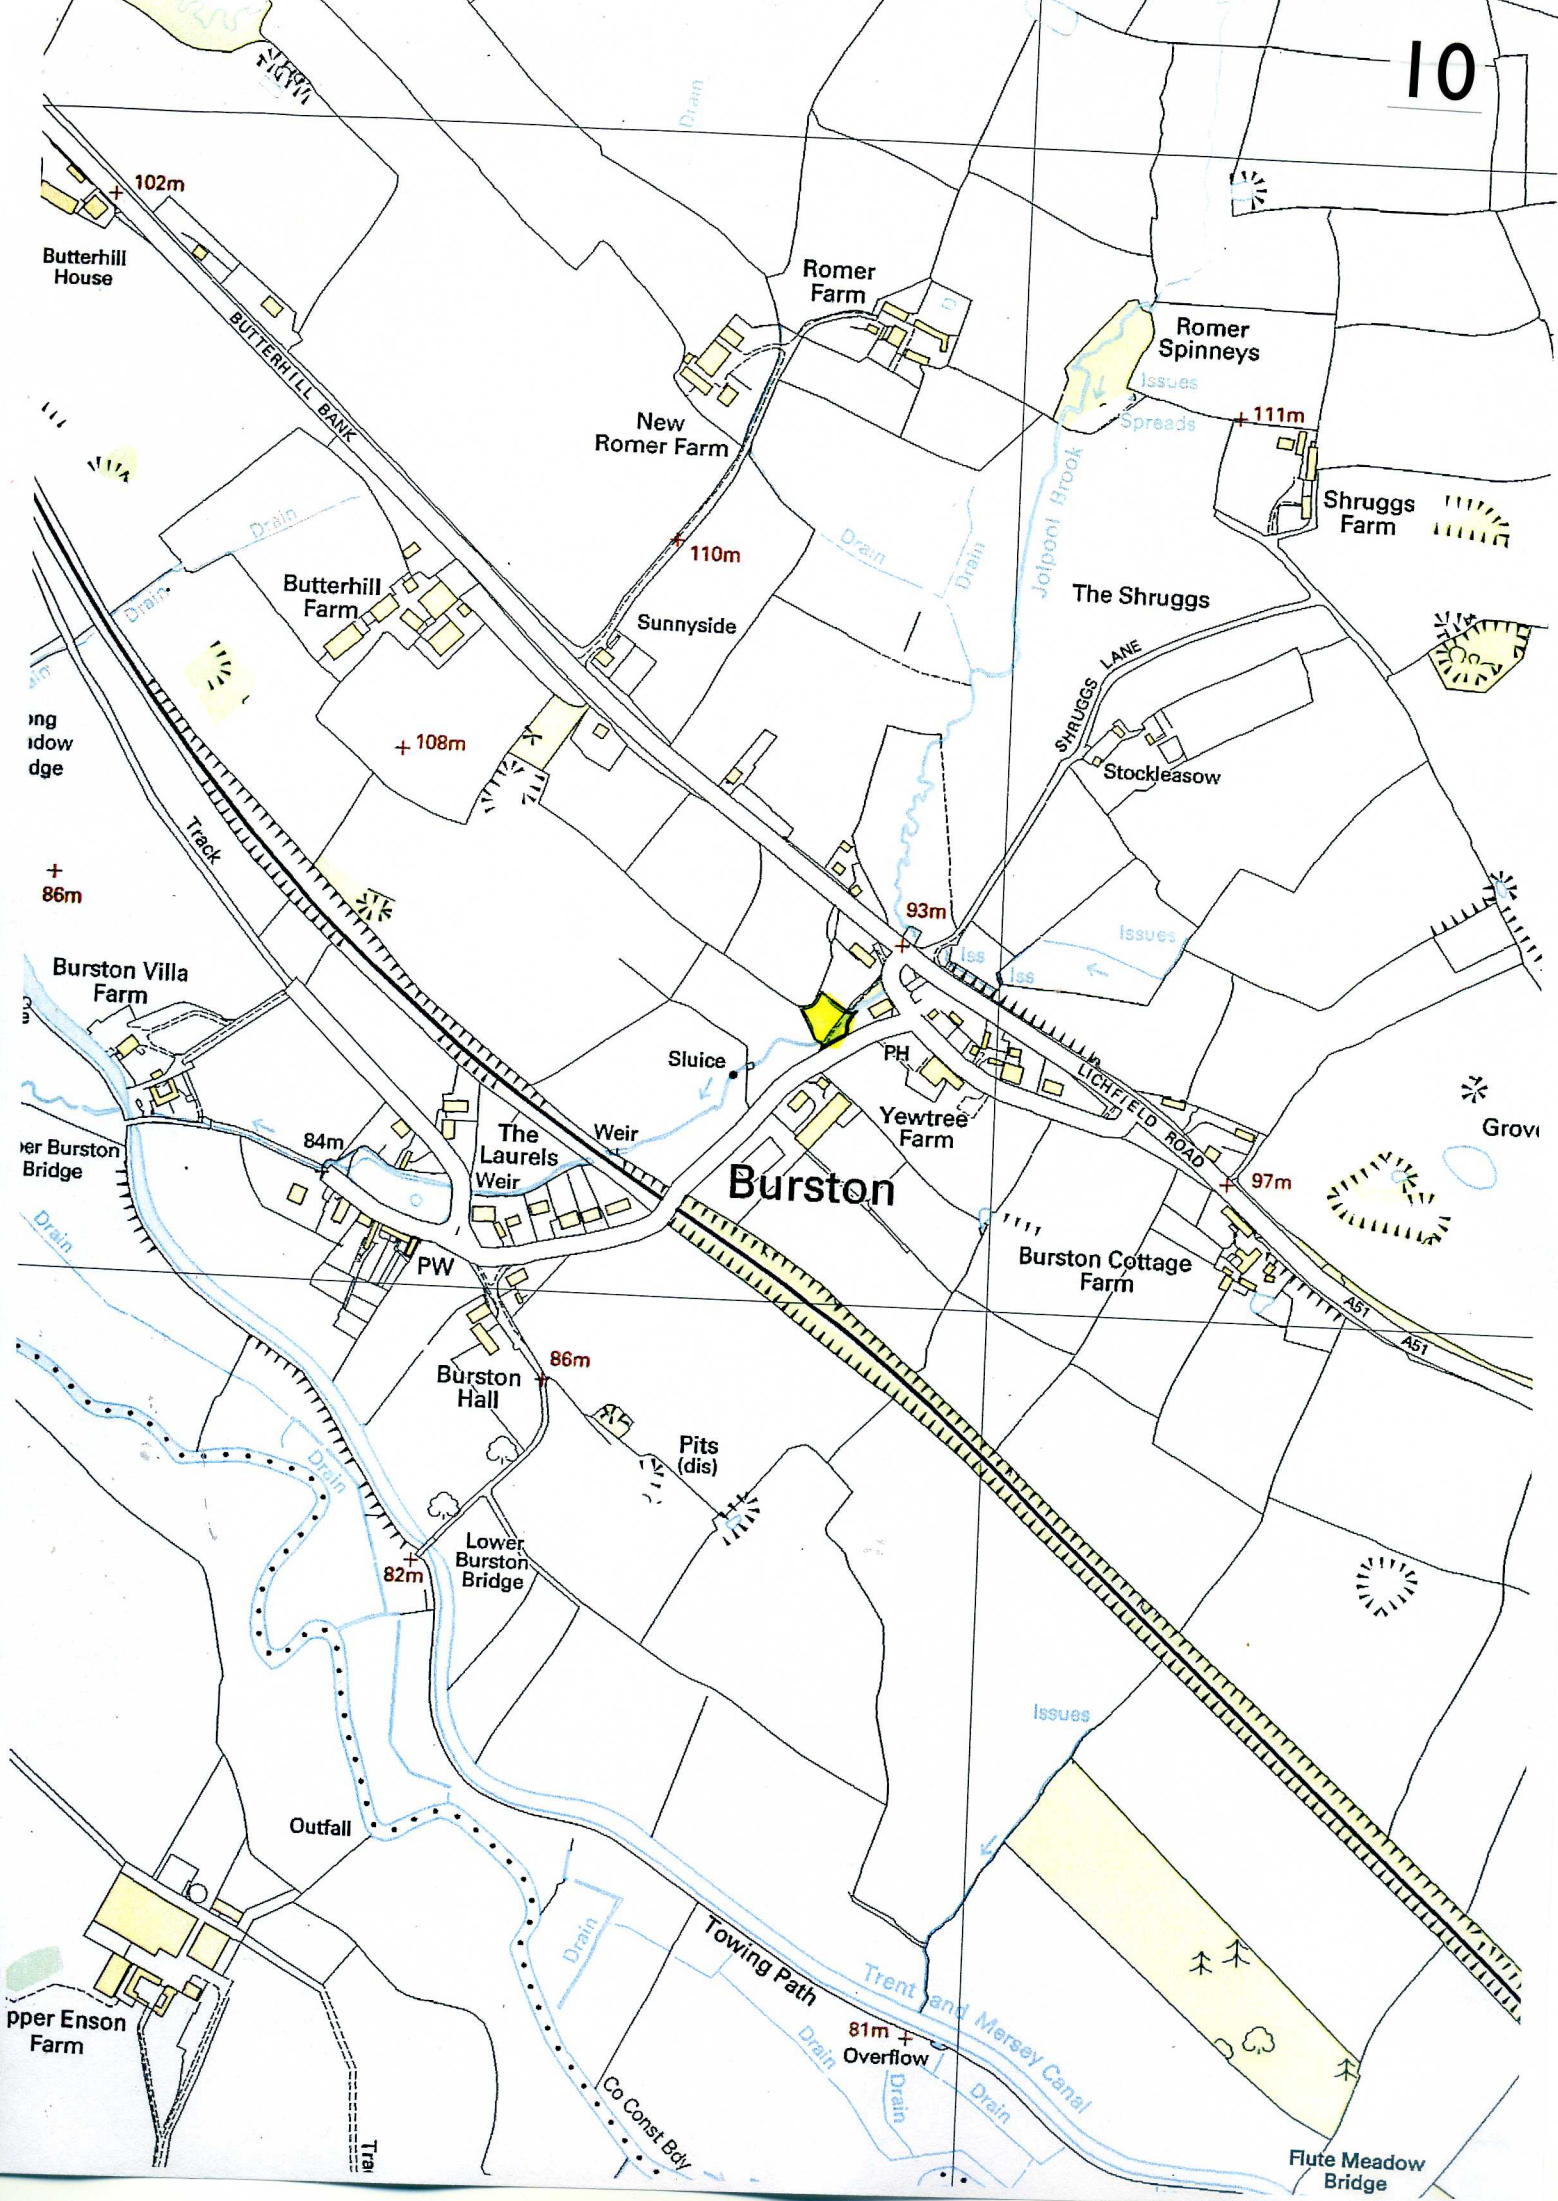 10
Drain
102m
Butterhill
House
BUTTERHILL BANK
Romer
Farm
Romer
Spinneys
Issues
Spreads
111m
New
Romer Farm
Jolpool Brook
Shruggs
Farm
Drain
110m
Drain
Drain
Butterhill
Farm
Drain
Sunnyside
The Shruggs
SHRUGGS LANE
108m
Stockleasow
Track
86m
93m
Issues
Iss
Iss
Burston Villa
Farm
Sluice
PH
LICHFIELD ROAD
Yewtree
Farm
84m
The
Laurels
Weir
Weir
Burston
Bridge
Burston
97m
Drain
PW
Burston Cottage
Farm
A51
A51
86m
Burston
Hall
Pits
(dis)
Drain
Lower
Burston
Bridge
82m
Issues
Outfall
Drain
Towing Path
Trent and Mersey Canal
pper Enson
Farm
81m
Overflow
Drain
Drain
Drain
Co Const Bdy
Flute Meadow
Bridge